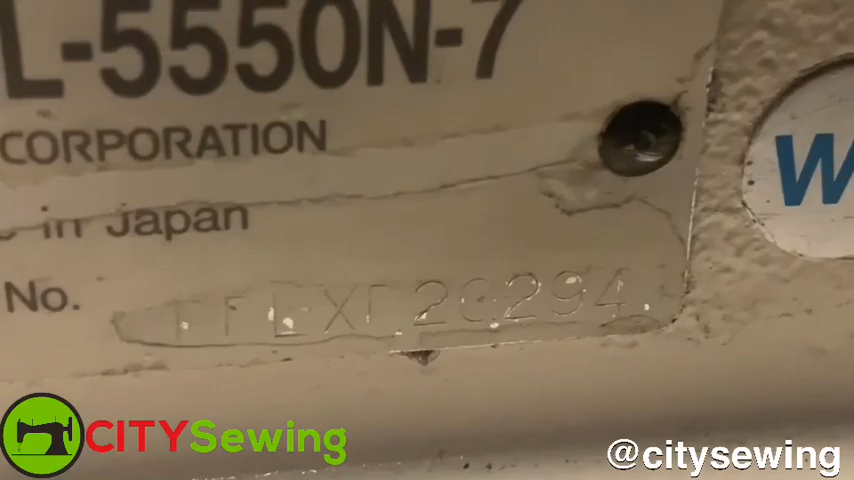 L-5550N-7
CORPORATION
in Japan
No.
W
CITYSewing
@citysewing